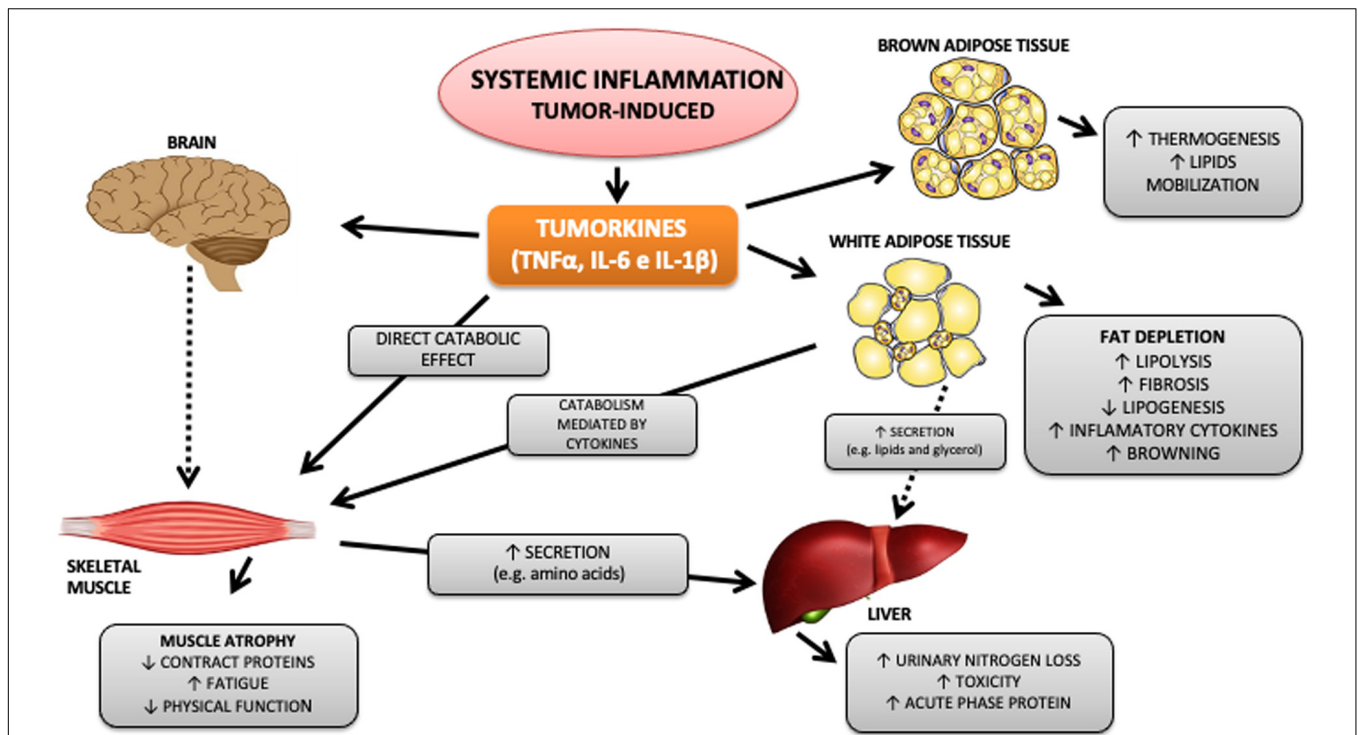 SYSTEMIC INFLAMMATION
TUMOR-INDUCED
BROWN ADIPOSE TISSUE
↑ THERMOGENESIS
↑ LIPIDS
MOBILIZATION
BRAIN
TUMORKINES
(TNFα, IL-6 e IL-1β)
WHITE ADIPOSE TISSUE
DIRECT CATABOLIC
EFFECT
FAT DEPLETION
↑ LIPOLYSIS
↑ FIBROSIS
↓ LIPOGENESIS
↑ INFLAMATORY CYTOKINES
↑ BROWNING
CATABOLISM
MEDIATED BY
CYTOKINES
↑ SECRETION
(e.g. lipids and glycerol)
SKELETAL
MUSCLE
↑ SECRETION
(e.g. amino acids)
LIVER
MUSCLE ATROPHY
↓ CONTRACT PROTEINS
↑ FATIGUE
↓ PHYSICAL FUNCTION
↑ URINARY NITROGEN LOSS
↑ TOXICITY
↑ ACUTE PHASE PROTEIN